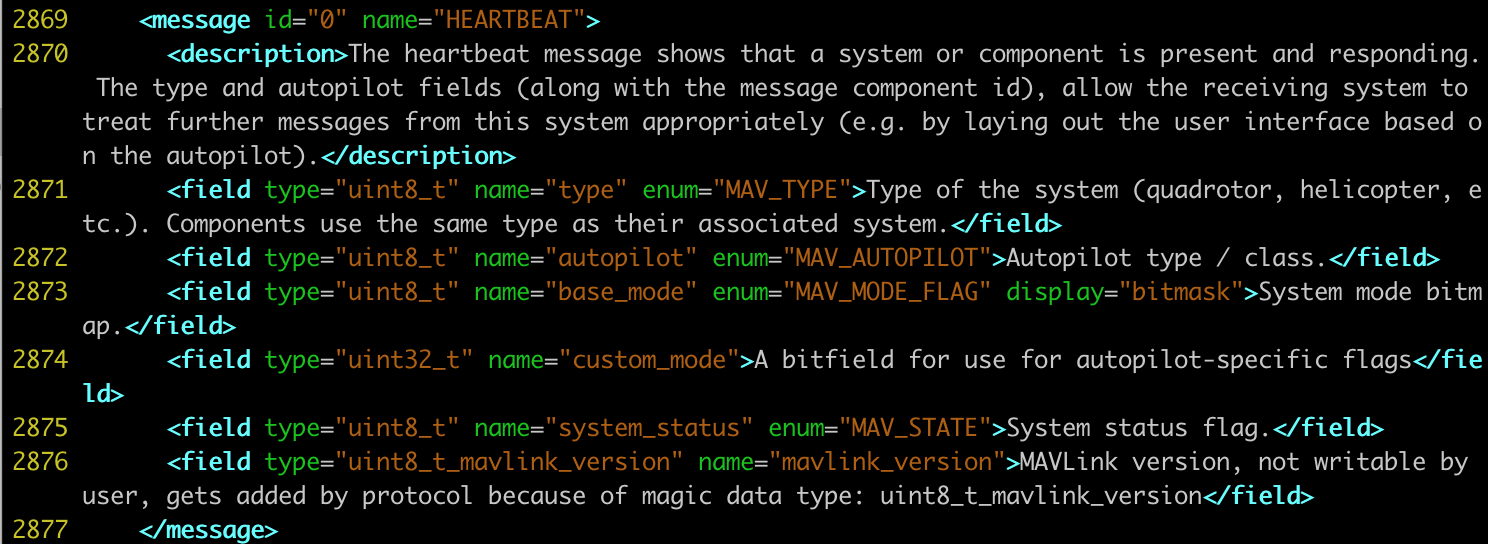 2869     <message id="0" name="HEARTBEAT">
2870       <description>The heartbeat message shows that a system or component is present and responding.
 The type and autopilot fields (along with the message component id), allow the receiving system to
treat further messages from this system appropriately (e.g. by laying out the user interface based o
n the autopilot).</description>
2871       <field type="uint8_t" name="type" enum="MAV_TYPE">Type of the system (quadrotor, helicopter, e
tc.). Components use the same type as their associated system.</field>
2872       <field type="uint8_t" name="autopilot" enum="MAV_AUTOPILOT">Autopilot type / class.</field>
2873       <field type="uint8_t" name="base_mode" enum="MAV_MODE_FLAG" display="bitmask">System mode bitm
ap.</field>
2874       <field type="uint32_t" name="custom_mode">A bitfield for use for autopilot-specific flags</fie
ld>
2875       <field type="uint8_t" name="system_status" enum="MAV_STATE">System status flag.</field>
2876       <field type="uint8_t_mavlink_version" name="mavlink_version">MAVLink version, not writable by
user, gets added by protocol because of magic data type: uint8_t_mavlink_version</field>
2877     </message>